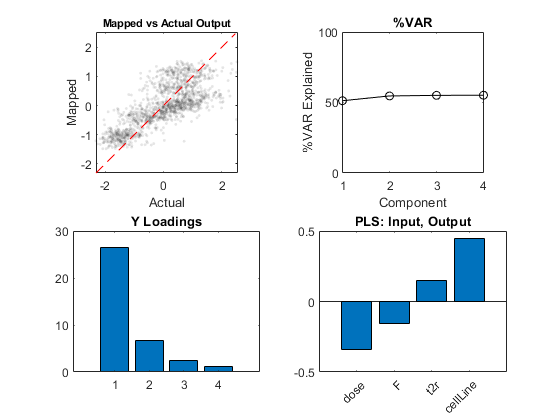 Mapped vs Actual Output
2
1
0
-1
-2
Mapped
-2
0
2
Actual
%VAR
100
50
0
%VAR Explained
1
2
3
4
Component
Y Loadings
30
20
10
0
1
2
3
4
PLS: Input, Output
0.5
0
-0.5
dose
F
t2r
cellLine